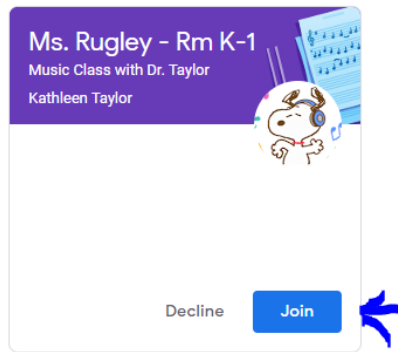 Ms. Rugley - Rm K-1
Music Class with Dr. Taylor
Kathleen Taylor
Decline Join